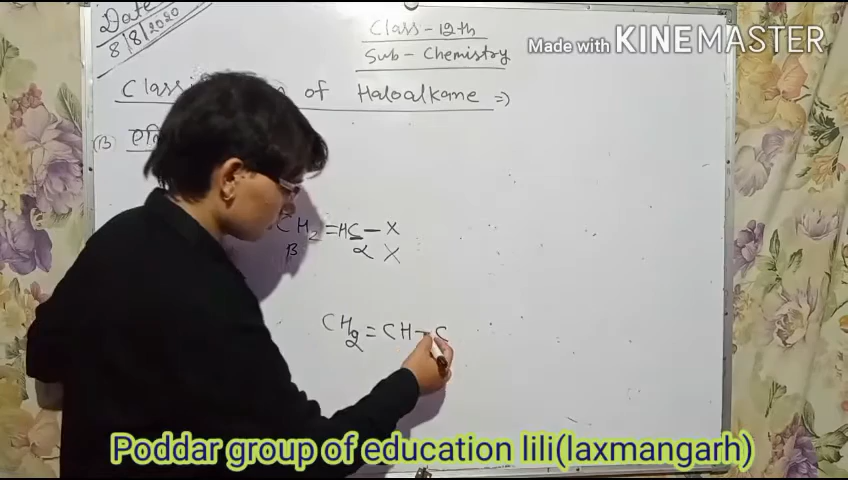 Date
8/8/2020
Class-12th
Sub-Chemistry
Made with KINEMASTER
of Haloalkane =>
(B)
CH2=HC-X
β α X
CH2=CH-C
Poddar group of education lili(laxmangarh)